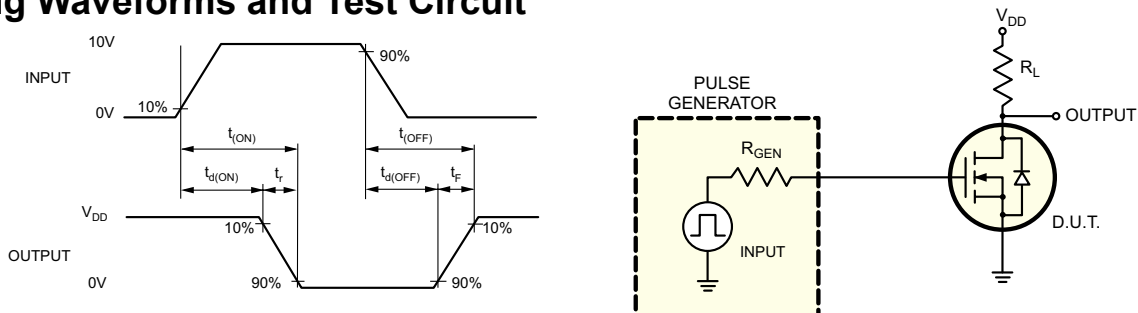 ng Waveforms and Test Circuit
10V
INPUT
0V
10%
90%
t(ON)
t(OFF)
td(ON)
tr
td(OFF)
tF
VDD
OUTPUT
0V
10%
90%
90%
10%
PULSE
GENERATOR
RGEN
INPUT
VDD
RL
OUTPUT
D.U.T.